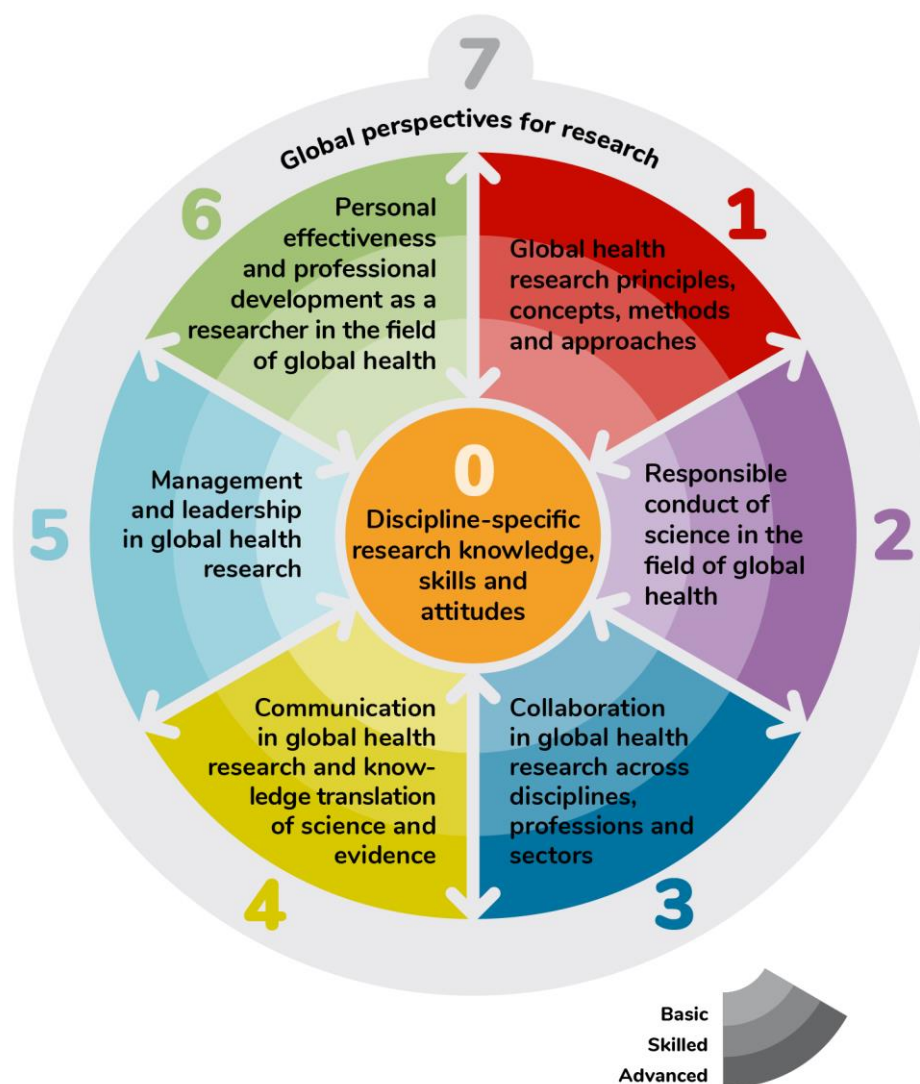 7
Global perspectives for research
6
Personal
effectiveness
and professional
development as a
researcher in the field
of global health
1
Global health
research principles,
concepts, methods
and approaches
5
Management
and leadership
in global health
research
0
Discipline-specific
research knowledge,
skills and
attitudes
2
Responsible
conduct of
science in the
field of global
health
4
Communication
in global health
research and know-
ledge translation
of science and
evidence
3
Collaboration
in global health
research across
disciplines,
professions and
sectors
Basic
Skilled
Advanced